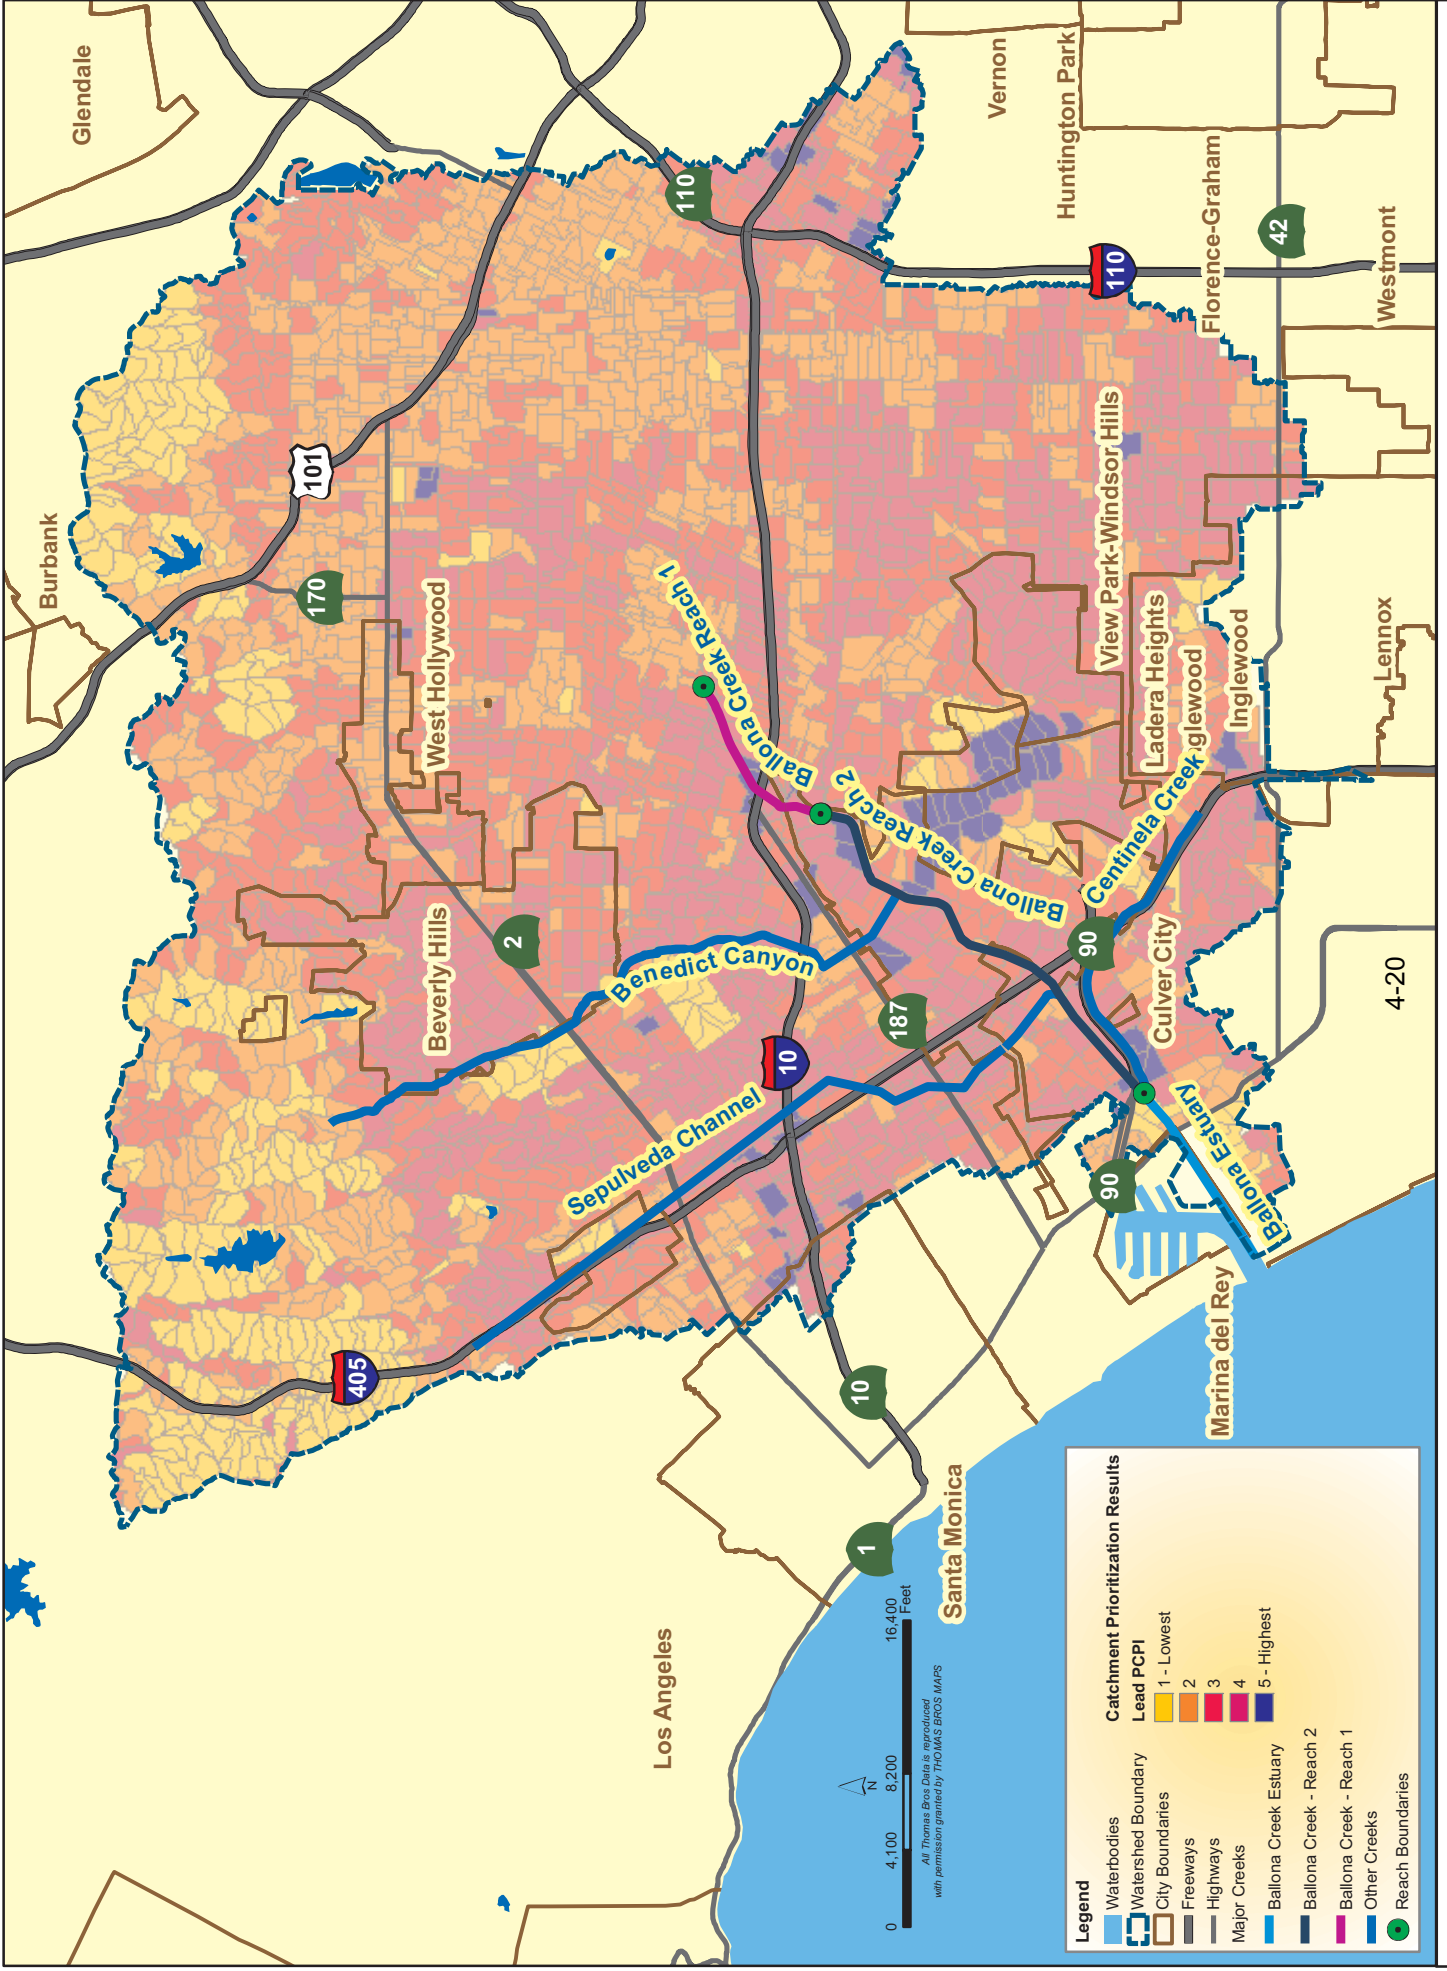 Glendale
Burbank
Vernon
Huntington Park
Florence-Graham
Westmont
Lennox
Inglewood
glewood
Ladera Heights
View Park-Windsor Hills
West Hollywood
Beverly Hills
Culver City
Marina del Rey
Santa Monica
Los Angeles
Ballona Creek Reach 1
Ballona Creek Reach 2
Centinela Creek
Benedict Canyon
Sepulveda Channel
Ballona Estuary
101
170
110
110
42
2
10
187
90
90
405
10
1
4-20
0
4,100
8,200
16,400
Feet
N
All Thomas Bros Data is reproduced
with permission granted by THOMAS BROS MAPS
Legend
Waterbodies
Watershed Boundary
City Boundaries
Freeways
Highways
Major Creeks
Ballona Creek Estuary
Ballona Creek - Reach 2
Ballona Creek - Reach 1
Other Creeks
Reach Boundaries
Catchment Prioritization Results
Lead PCPI
1 - Lowest
2
3
4
5 - Highest